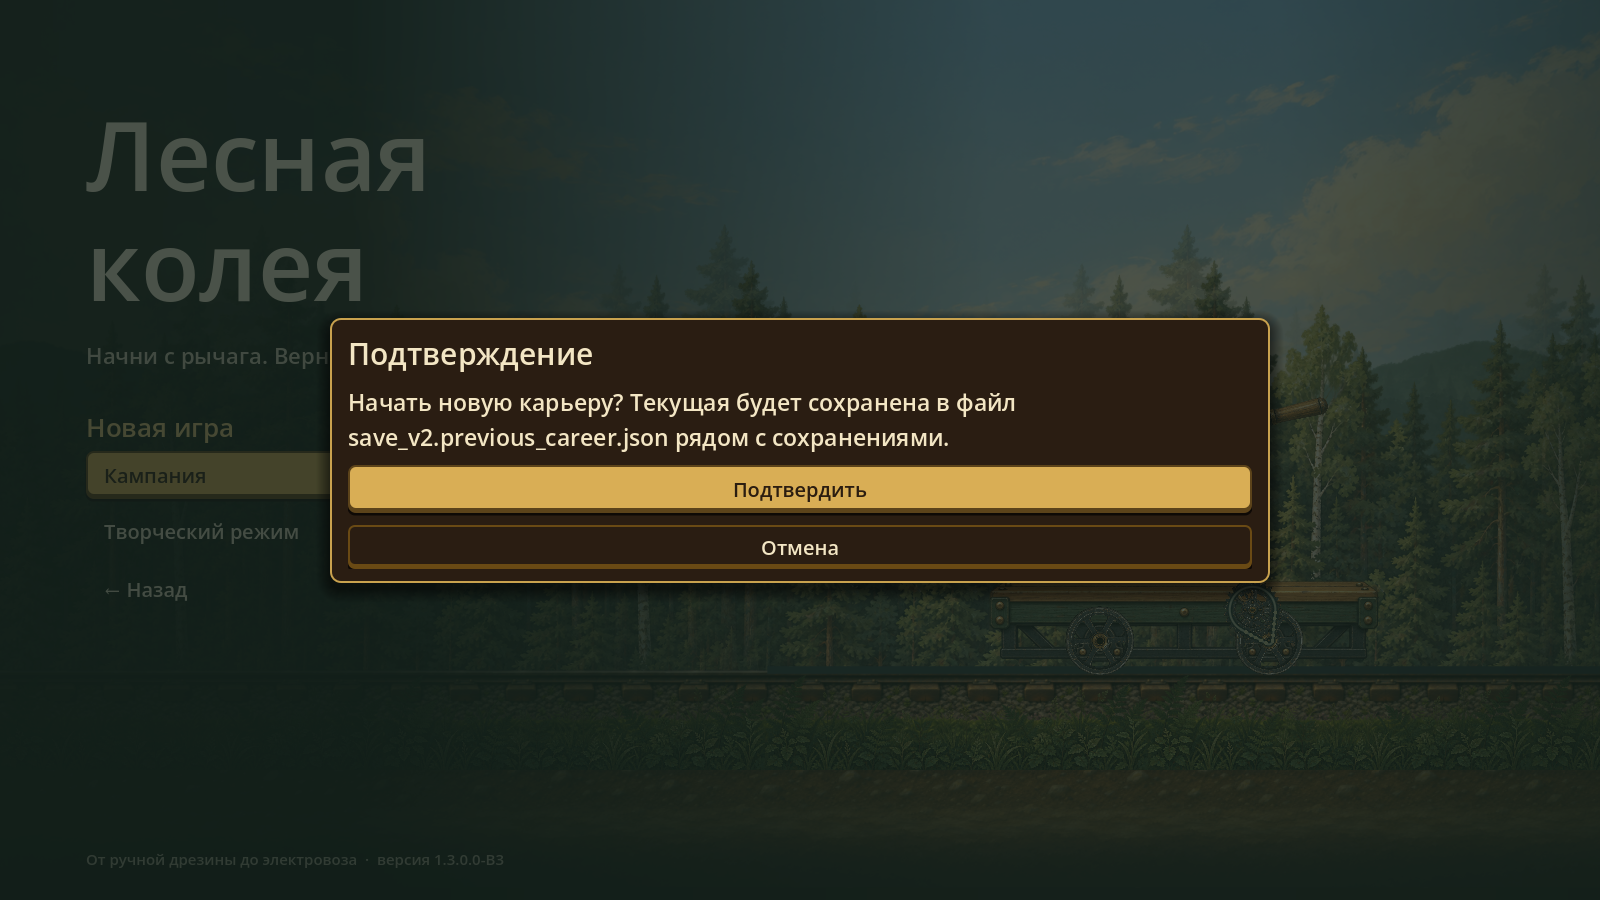 Лесная
колея
Начни с рычага. Верн
Новая игра
Кампания
Творческий режим
← Назад
Подтверждение
Начать новую карьеру? Текущая будет сохранена в файл
save_v2.previous_career.json рядом с сохранениями.
Подтвердить
Отмена
От ручной дрезины до электровоза · версия 1.3.0.0-B3